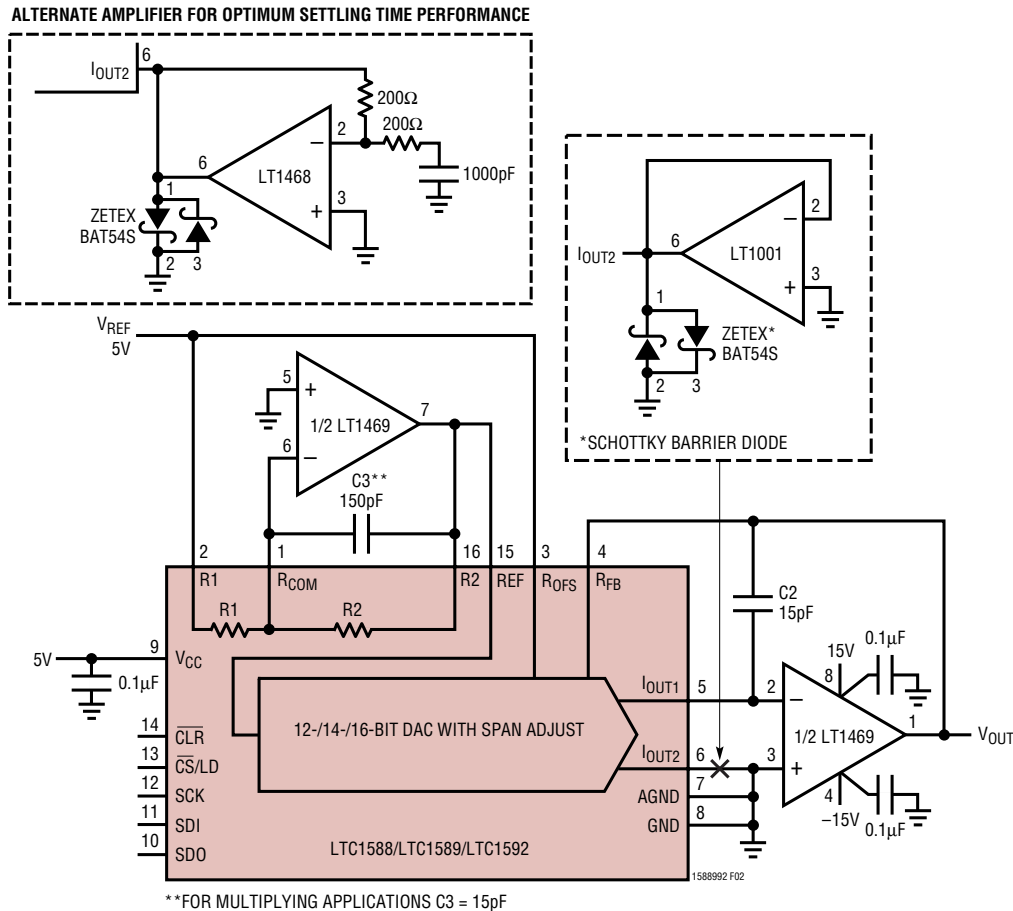 ALTERNATE AMPLIFIER FOR OPTIMUM SETTLING TIME PERFORMANCE
IOUT2
6
200Ω
200Ω
2
–
6
LT1468
1000pF
3
+
1
ZETEX
BAT54S
2
3
2
–
6
IOUT2
LT1001
3
+
1
ZETEX*
BAT54S
2
3
*SCHOTTKY BARRIER DIODE
VREF
5V
5
+
7
1/2 LT1469
6
–
C3**
150pF
2
1
16
15
3
4
R1
RCOM
R2
REF
ROFS
RFB
R1
R2
C2
15pF
5V
9
VCC
0.1µF
15V
0.1µF
8
IOUT1
5
2
–
1
12-/14-/16-BIT DAC WITH SPAN ADJUST
1/2 LT1469
VOUT
14
CLR
13
CS/LD
IOUT2
6
3
+
12
SCK
AGND
7
4
–15V
0.1µF
11
SDI
GND
8
10
SDO
LTC1588/LTC1589/LTC1592
1588992 F02
**FOR MULTIPLYING APPLICATIONS C3 = 15pF